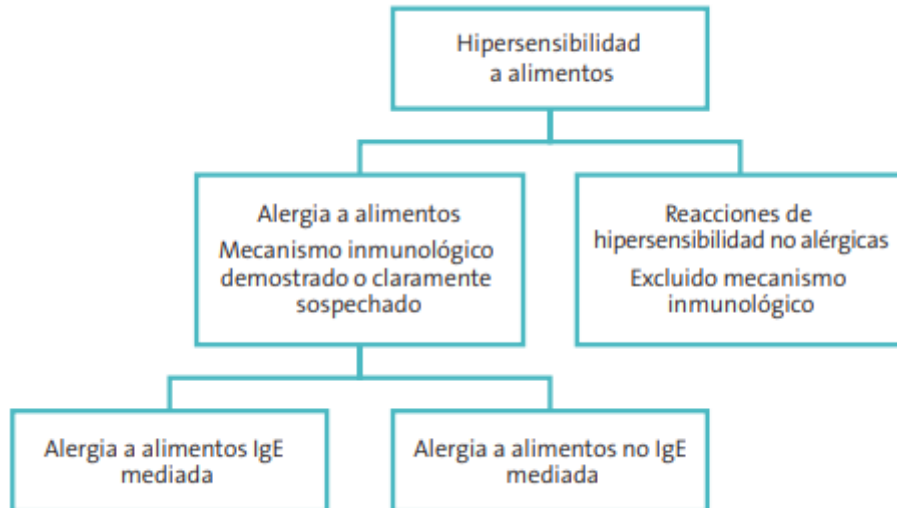 Hipersensibilidad
a alimentos
Alergia a alimentos
Mecanismo inmunológico
demostrado o claramente
sospechado
Reacciones de
hipersensibilidad no alérgicas
Excluido mecanismo
inmunológico
Alergia a alimentos IgE
mediada
Alergia a alimentos no IgE
mediada